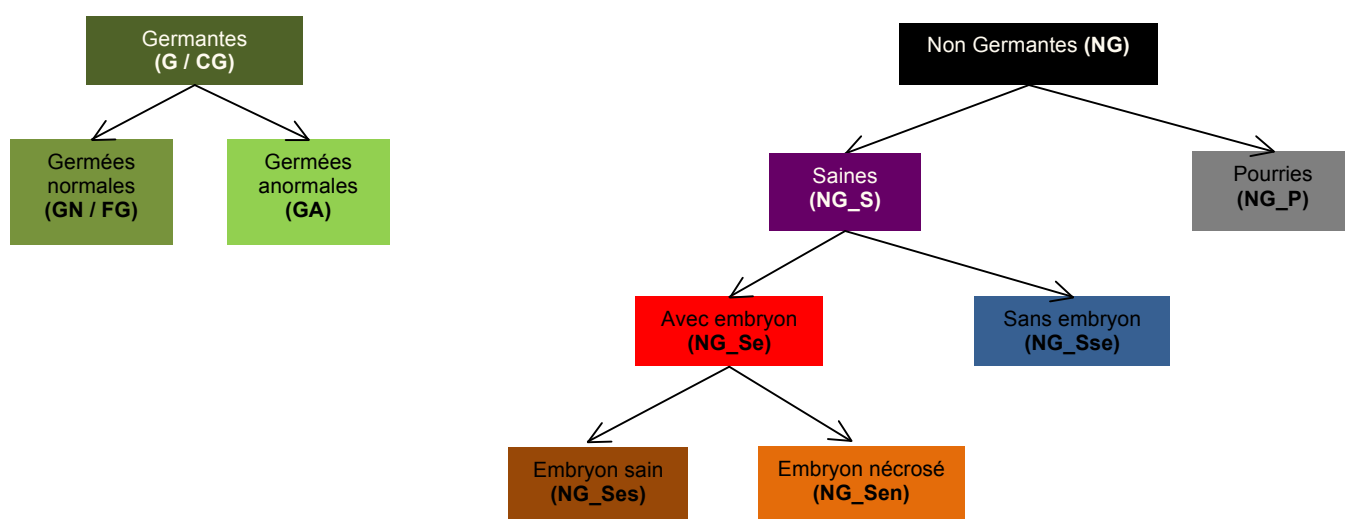 Germantes
(G / CG)
Non Germantes (NG)
Germées
normales
(GN / FG)
Germées
anormales
(GA)
Saines
(NG_S)
Pourries
(NG_P)
Avec embryon
(NG_Se)
Sans embryon
(NG_Sse)
Embryon sain
(NG_Ses)
Embryon nécrosé
(NG_Sen)